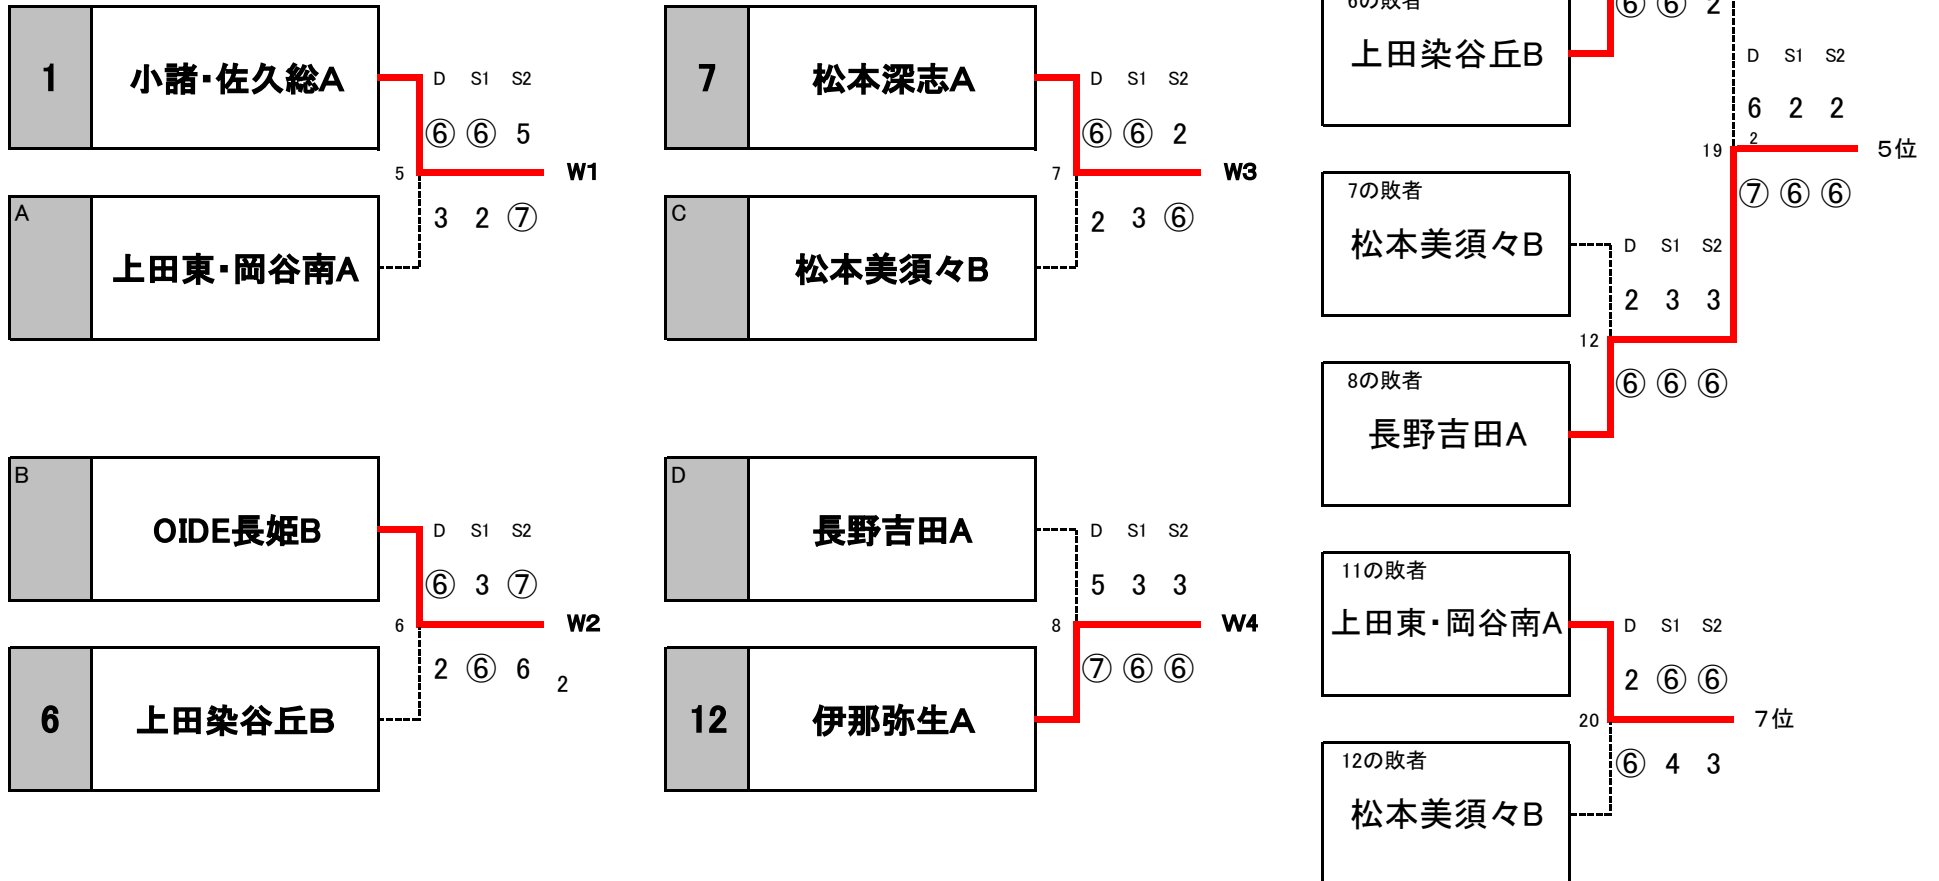 1
小諸・佐久総A
D S1 S2
⑥ ⑥ 5
5
W1
3 2 ⑦
A
上田東・岡谷南A
B
OIDE長姫B
D S1 S2
⑥ 3 ⑦
6
W2
2 ⑥ 6 2
6
上田染谷丘B
7
松本深志A
D S1 S2
⑥ ⑥ 2
7
W3
2 3 ⑥
C
松本美須々B
D
長野吉田A
D S1 S2
5 3 3
8
W4
⑦ ⑥ ⑥
12
伊那弥生A
6の敗者
⑥ ⑥ 2
上田染谷丘B
D S1 S2
6 2 2
2
19
5位
⑦ ⑥ ⑥
7の敗者
松本美須々B
D S1 S2
2 3 3
12
⑥ ⑥ ⑥
8の敗者
長野吉田A
11の敗者
上田東・岡谷南A
D S1 S2
2 ⑥ ⑥
20
7位
⑥ 4 3
12の敗者
松本美須々B